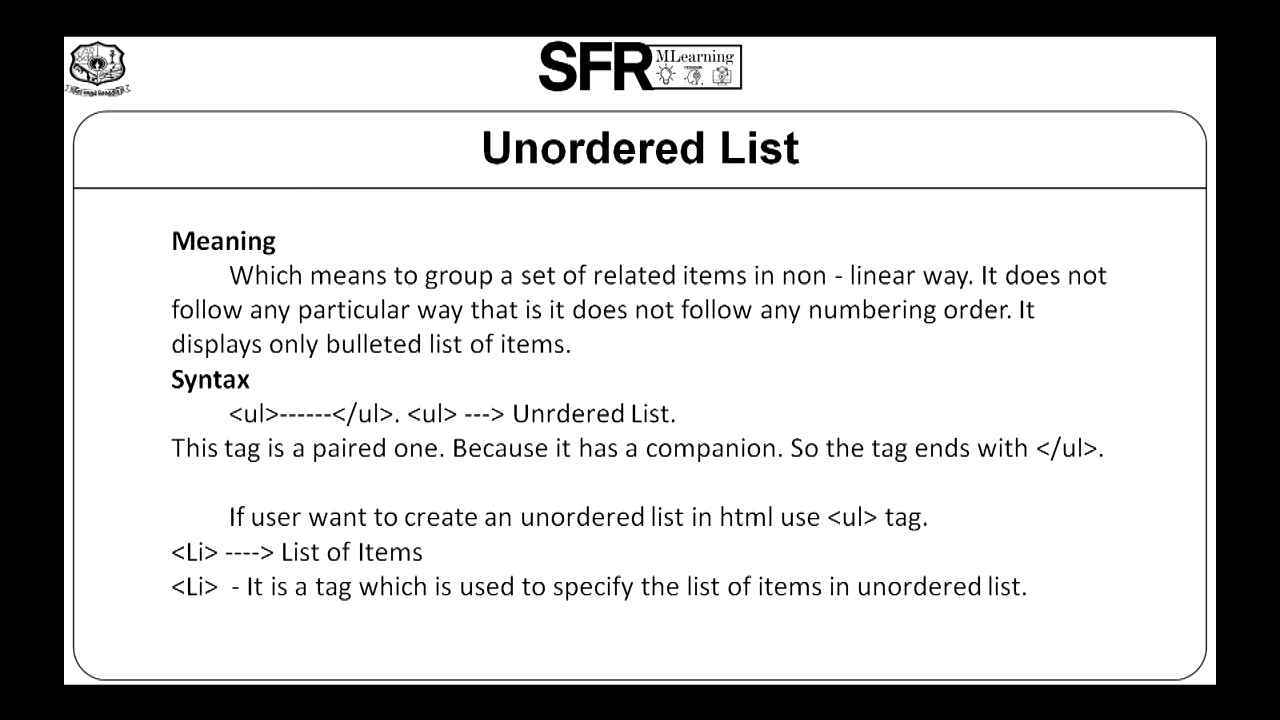 SFR MLearning
Unordered List
Meaning
Which means to group a set of related items in non - linear way. It does not
follow any particular way that is it does not follow any numbering order. It
displays only bulleted list of items.
Syntax
<ul>------</ul>. <ul> ---> Unrdered List.
This tag is a paired one. Because it has a companion. So the tag ends with </ul>.
If user want to create an unordered list in html use <ul> tag.
<Li> ----> List of Items
<Li> - It is a tag which is used to specify the list of items in unordered list.